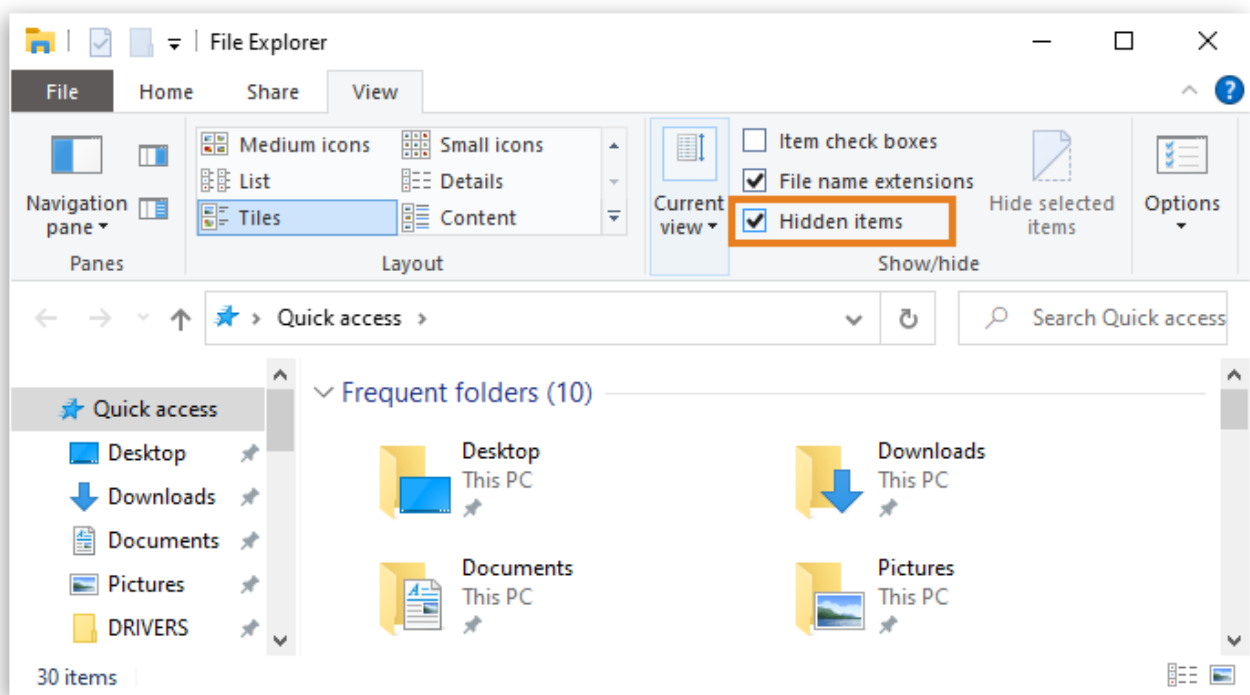 File Explorer
File Home Share View
Medium icons Small icons
List Details
Tiles Content
Navigation
pane
Panes
Layout
Current
view
Item check boxes
File name extensions
Hidden items
Hide selected
items
Show/hide
Options
Quick access
Search Quick access
Quick access
Desktop
Downloads
Documents
Pictures
DRIVERS
Frequent folders (10)
Desktop
This PC
Downloads
This PC
Documents
This PC
Pictures
This PC
30 items